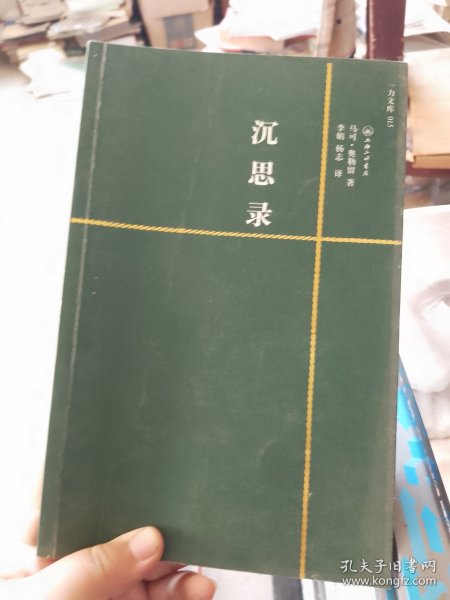 一力文库 015
上海三联书店
马可·奥勒留 著
李娟 杨志 译
沉思录
孔夫子旧书网
www.kongfz.com